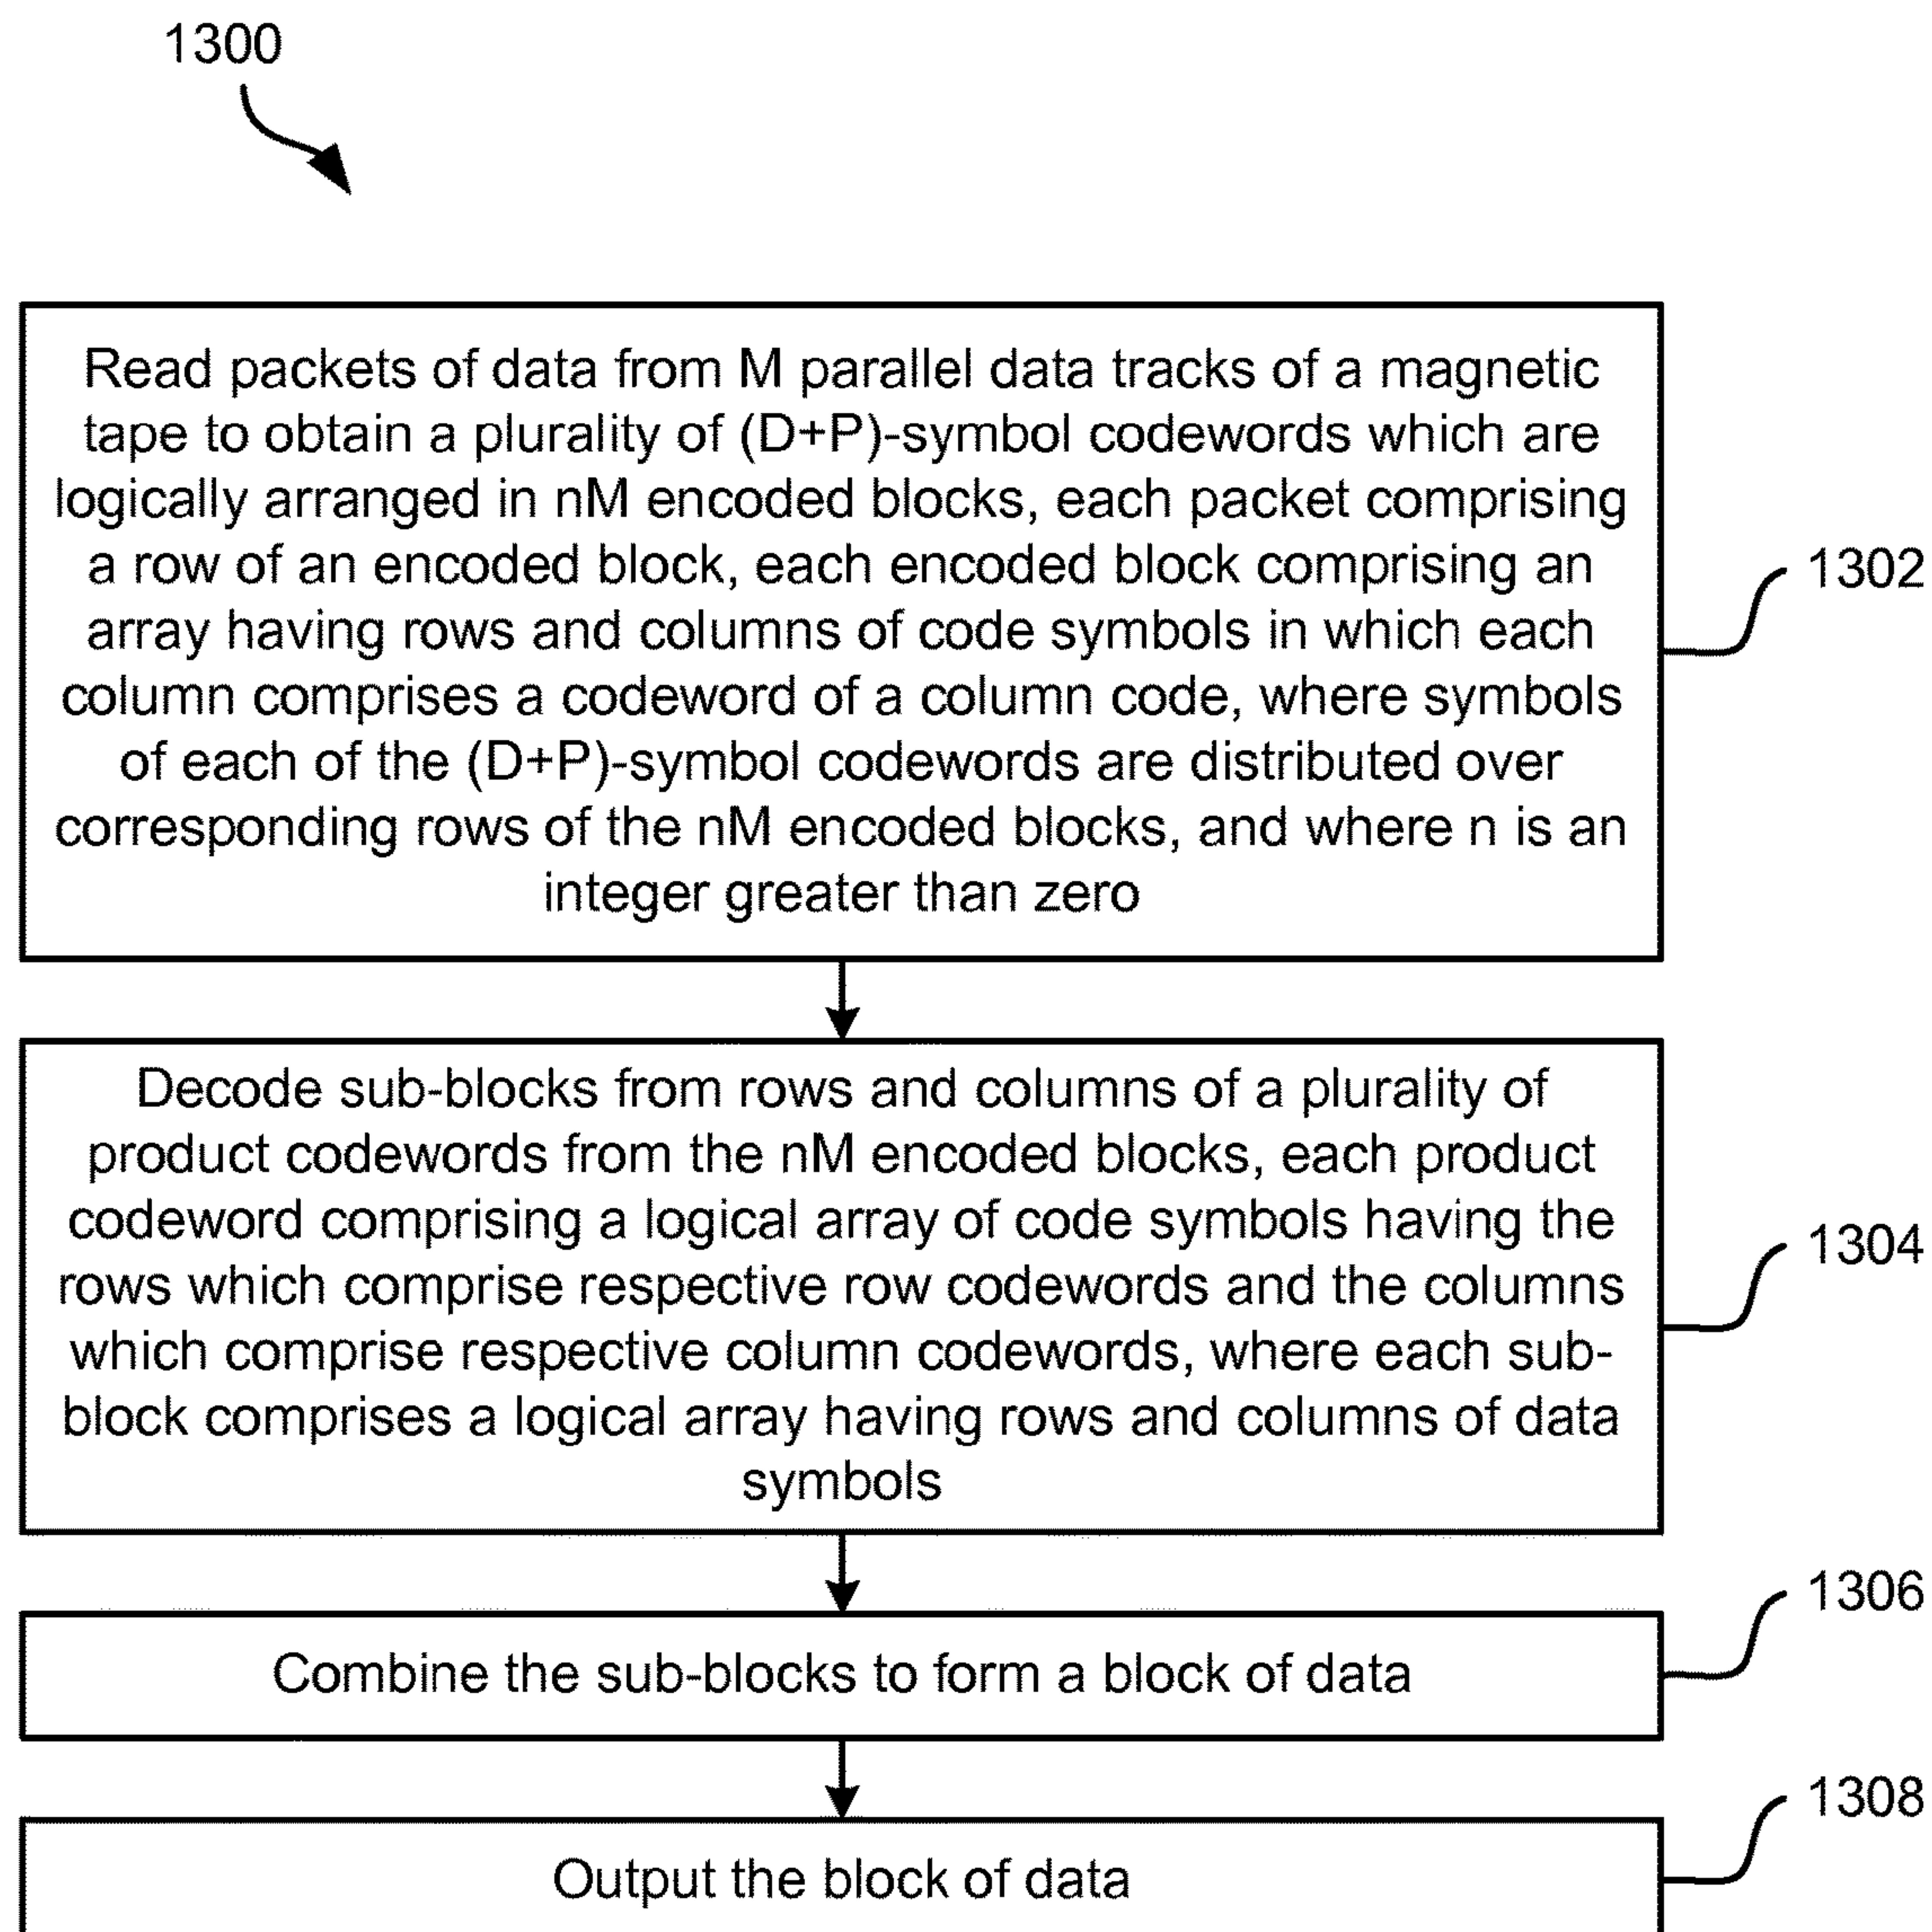 1300
Read packets of data from M parallel data tracks of a magnetic
tape to obtain a plurality of (D+P)-symbol codewords which are
logically arranged in nM encoded blocks, each packet comprising
a row of an encoded block, each encoded block comprising an
array having rows and columns of code symbols in which each
column comprises a codeword of a column code, where symbols
of each of the (D+P)-symbol codewords are distributed over
corresponding rows of the nM encoded blocks, and where n is an
integer greater than zero
1302
Decode sub-blocks from rows and columns of a plurality of
product codewords from the nM encoded blocks, each product
codeword comprising a logical array of code symbols having the
rows which comprise respective row codewords and the columns
which comprise respective column codewords, where each sub-
block comprises a logical array having rows and columns of data
symbols
1304
Combine the sub-blocks to form a block of data
1306
Output the block of data
1308